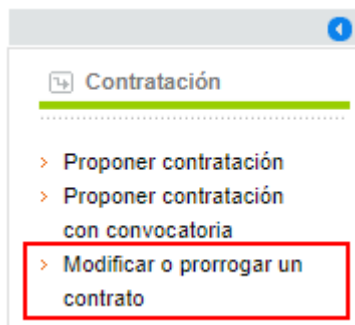 Contratación
Proponer contratación
Proponer contratación
con convocatoria
Modificar o prorrogar un
contrato